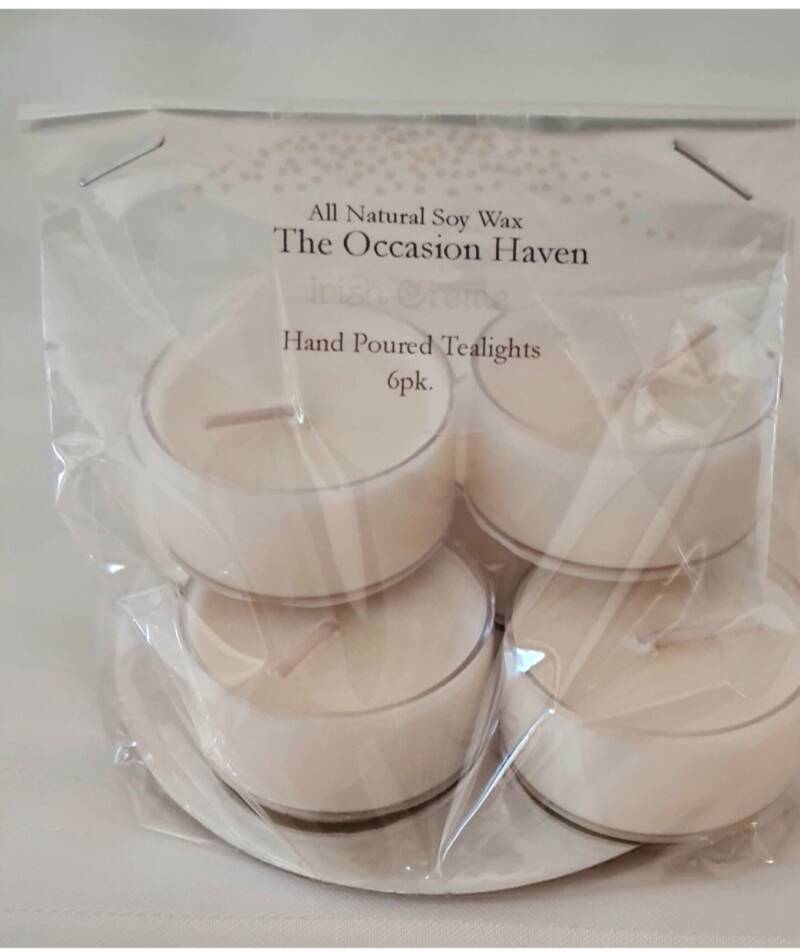 All Natural Soy Wax
The Occasion Haven
Irish Creme
Hand Poured Tealights
6pk.